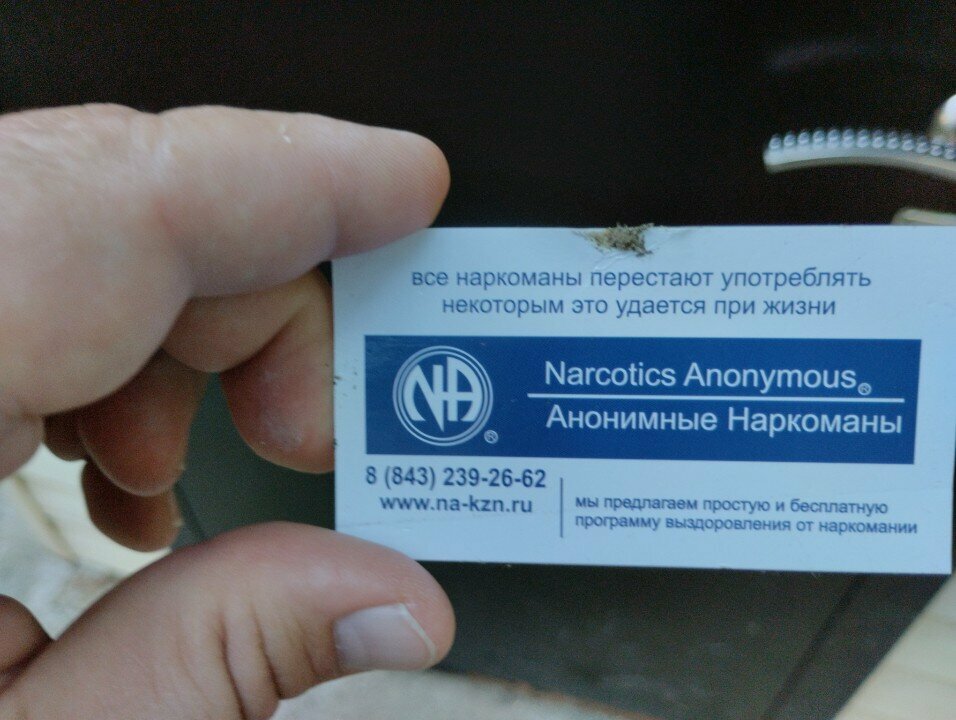 все наркоманы перестают употреблять
некоторым это удается при жизни
NA ®
Narcotics Anonymous®
Анонимные Наркоманы
8 (843) 239-26-62
www.na-kzn.ru
мы предлагаем простую и бесплатную
программу выздоровления от наркомании